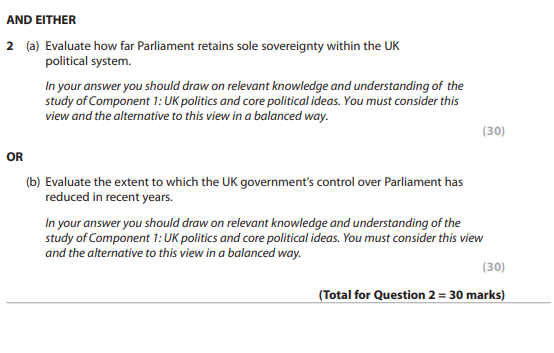 AND EITHER
2 (a) Evaluate how far Parliament retains sole sovereignty within the UK
political system.
In your answer you should draw on relevant knowledge and understanding of the
study of Component 1: UK politics and core political ideas. You must consider this
view and the alternative to this view in a balanced way.
(30)
OR
(b) Evaluate the extent to which the UK government's control over Parliament has
reduced in recent years.
In your answer you should draw on relevant knowledge and understanding of the
study of Component 1: UK politics and core political ideas. You must consider this view
and the alternative to this view in a balanced way.
(30)
(Total for Question 2 = 30 marks)